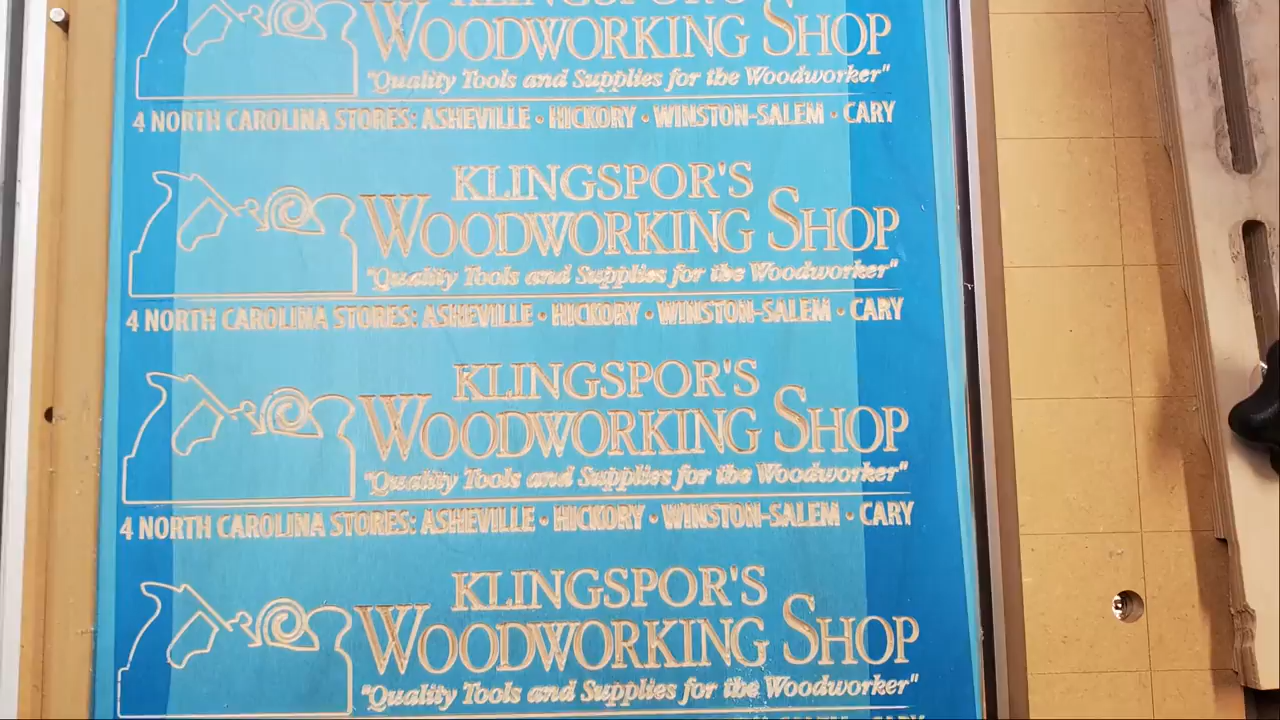 KLINGSPOR'S
WOODWORKING SHOP
"Quality Tools and Supplies for the Woodworker"
4 NORTH CAROLINA STORES: ASHEVILLE • HICKORY • WINSTON-SALEM • CARY
KLINGSPOR'S
WOODWORKING SHOP
"Quality Tools and Supplies for the Woodworker"
4 NORTH CAROLINA STORES: ASHEVILLE • HICKORY • WINSTON-SALEM • CARY
KLINGSPOR'S
WOODWORKING SHOP
"Quality Tools and Supplies for the Woodworker"
4 NORTH CAROLINA STORES: ASHEVILLE • HICKORY • WINSTON-SALEM • CARY
KLINGSPOR'S
WOODWORKING SHOP
"Quality Tools and Supplies for the Woodworker"